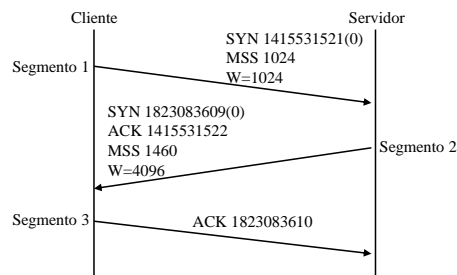 Cliente
Servidor
SYN 1415531521(0)
MSS 1024
W=1024
Segmento 1
SYN 1823083609(0)
ACK 1415531522
MSS 1460
W=4096
Segmento 2
Segmento 3
ACK 1823083610